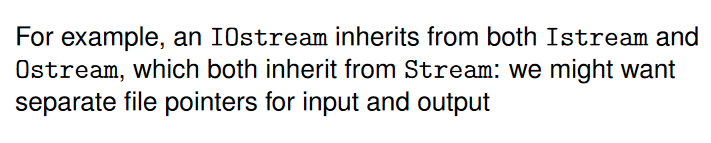 For example, an IOstream inherits from both Istream and
Ostream, which both inherit from Stream: we might want
separate file pointers for input and output